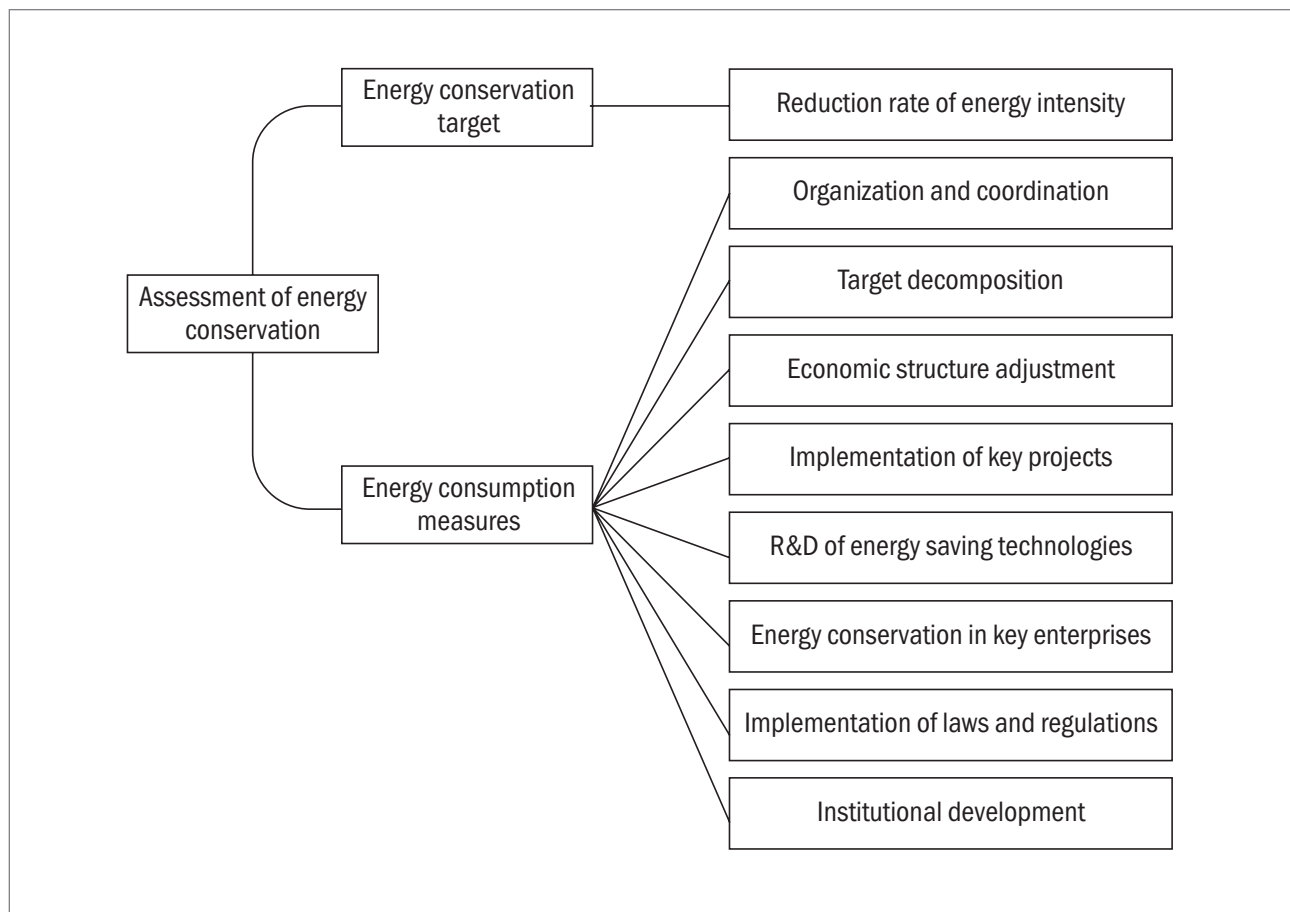 Energy conservation
target
Reduction rate of energy intensity
Organization and coordination
Target decomposition
Assessment of energy
conservation
Economic structure adjustment
Implementation of key projects
Energy consumption
measures
R&D of energy saving technologies
Energy conservation in key enterprises
Implementation of laws and regulations
Institutional development